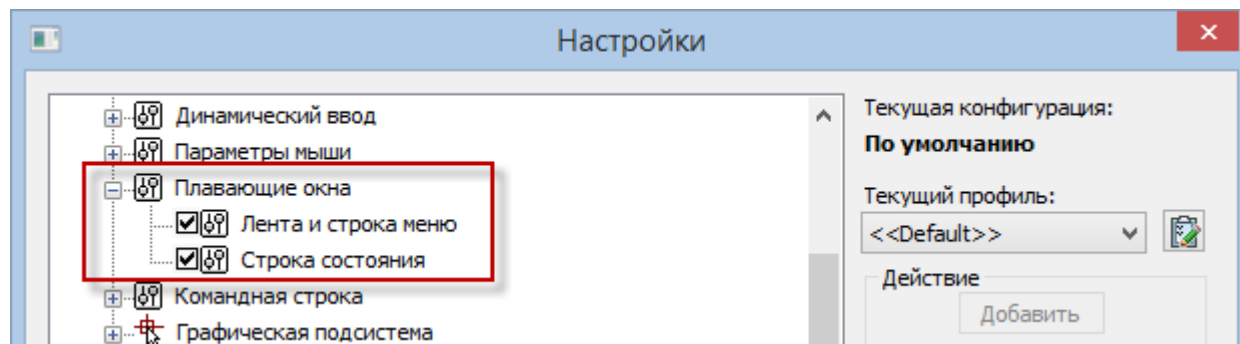 Настройки
Динамический ввод
Параметры мыши
Плавающие окна
Лента и строка меню
Строка состояния
Командная строка
Графическая подсистема
Текущая конфигурация:
По умолчанию
Текущий профиль:
<<Default>>
Действие
Добавить